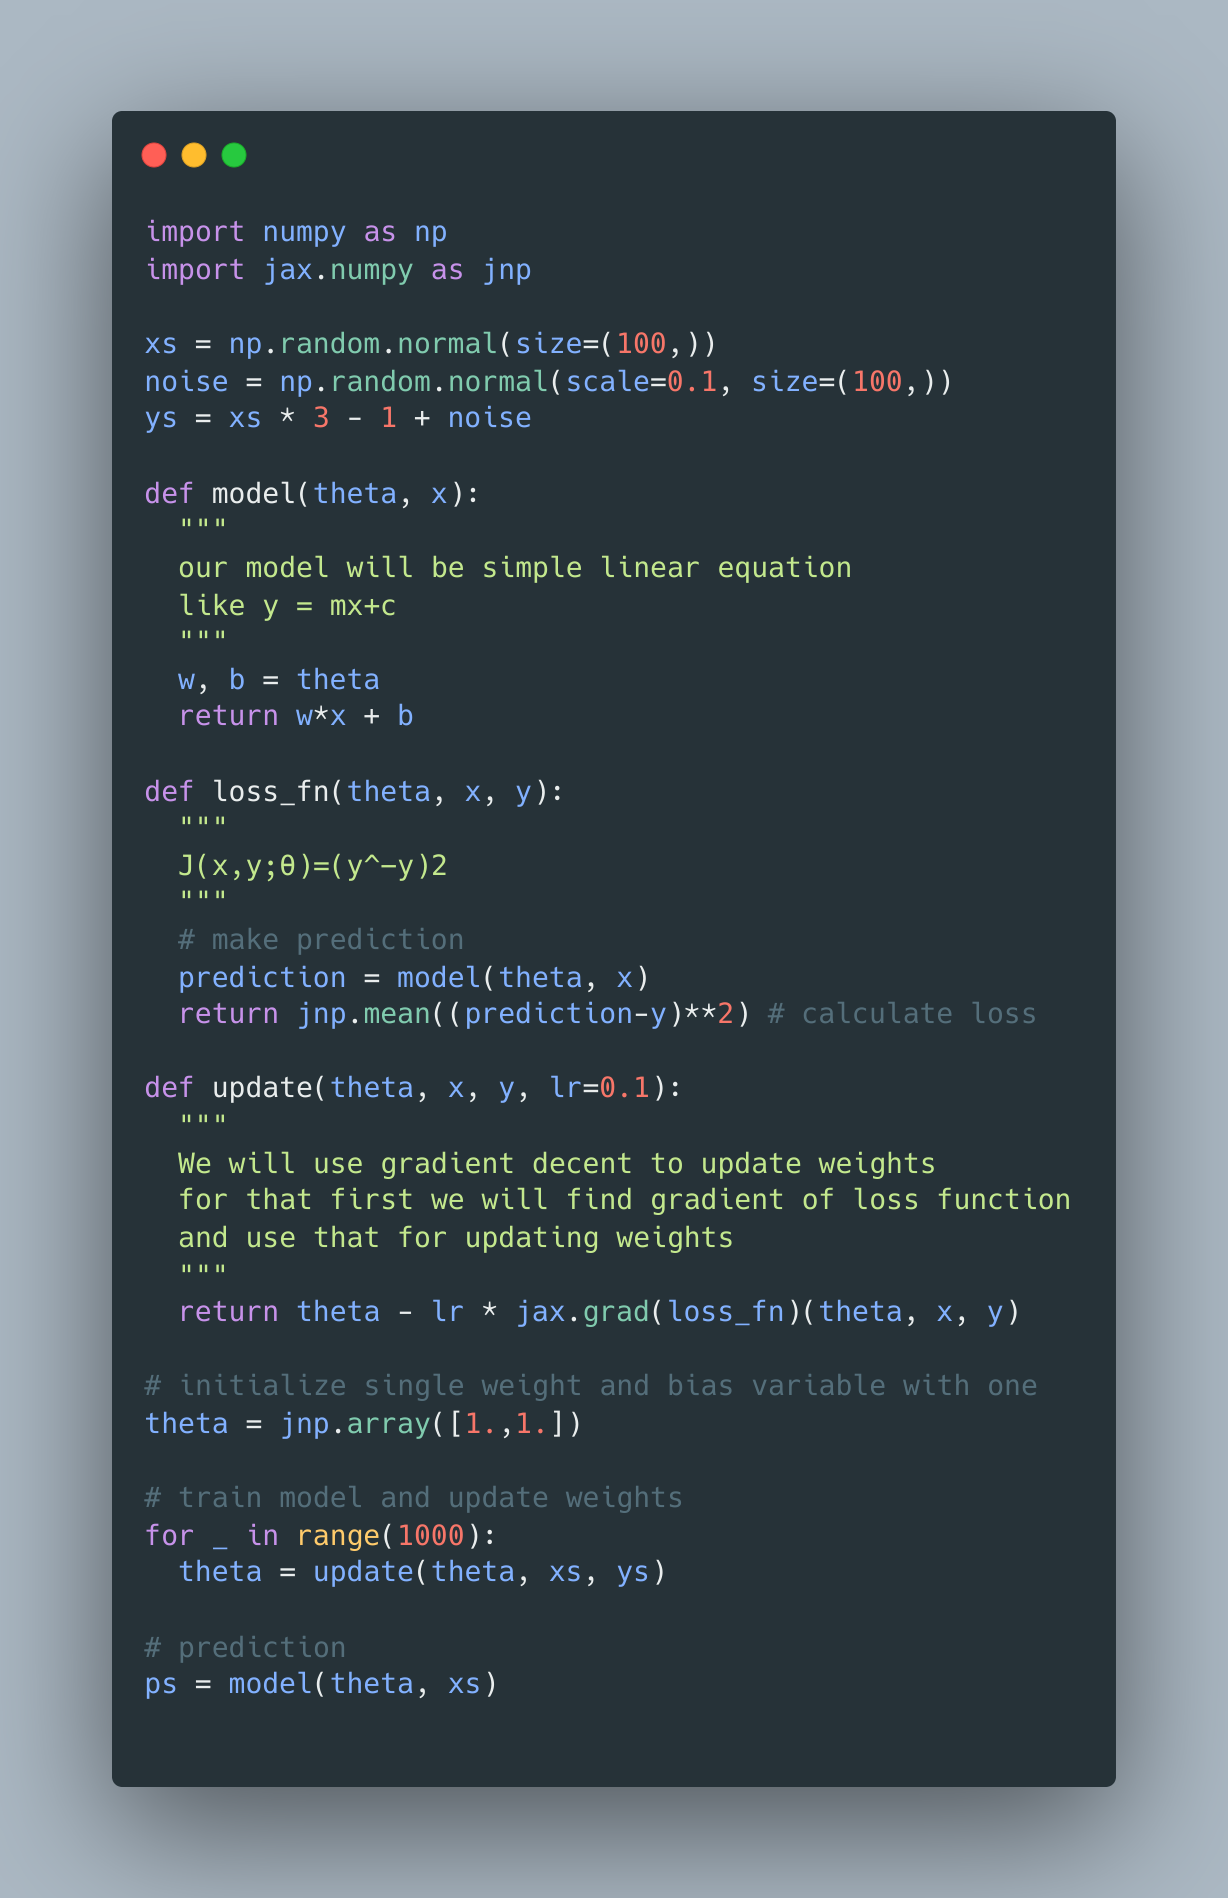 import numpy as np
import jax.numpy as jnp

xs = np.random.normal(size=(100,))
noise = np.random.normal(scale=0.1, size=(100,))
ys = xs * 3 - 1 + noise

def model(theta, x):
  """
  our model will be simple linear equation
  like y = mx+c
  """
  w, b = theta
  return w*x + b

def loss_fn(theta, x, y):
  """
  J(x,y;θ)=(y^−y)2
  """
  # make prediction
  prediction = model(theta, x)
  return jnp.mean((prediction-y)**2) # calculate loss

def update(theta, x, y, lr=0.1):
  """
  We will use gradient decent to update weights
  for that first we will find gradient of loss function
  and use that for updating weights
  """
  return theta - lr * jax.grad(loss_fn)(theta, x, y)

# initialize single weight and bias variable with one
theta = jnp.array([1.,1.])

# train model and update weights
for _ in range(1000):
  theta = update(theta, xs, ys)

# prediction
ps = model(theta, xs)